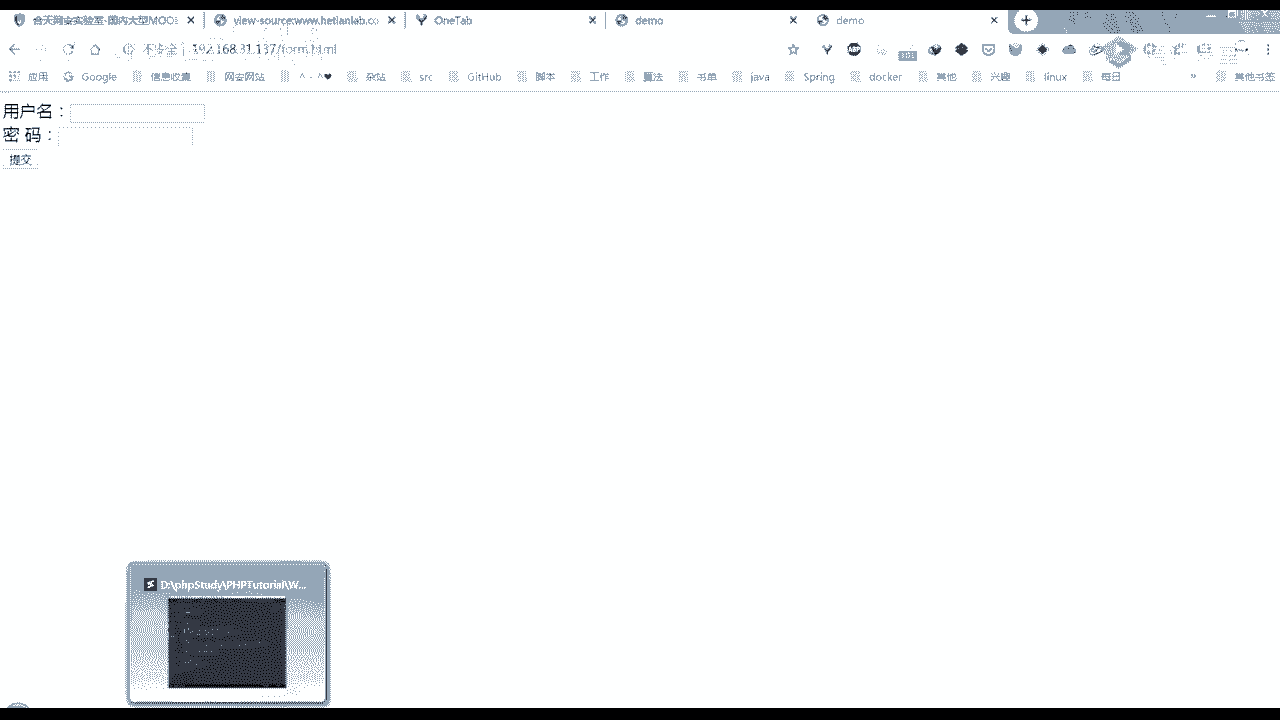 合天网安实验室-国内大型MOOC view-source:www.hetianlab.co OneTab demo demo
不安全 192.168.31.137/form.html
应用 Google 信息收集 网安网站 ^ - ^❤ 杂站 src GitHub 脚本 工作 魔法 书单 java Spring docker 其他 兴趣 linux 每日 » 其他书签
用户名：
密 码：
提交
D:\phpStudy\PHPTutorial\W...